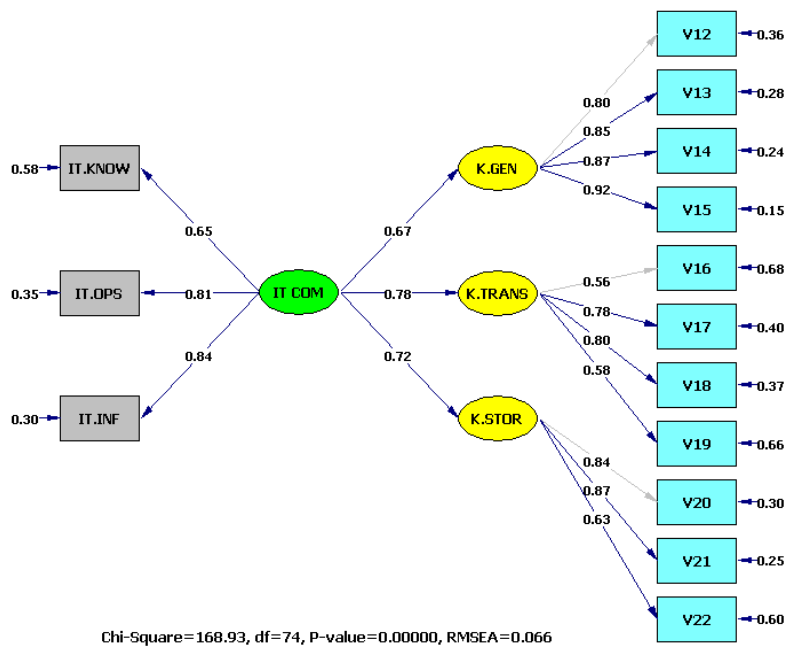 V12
0.36
0.80
V13
0.28
0.85
0.58
IT.KNOW
K.GEN
0.87
V14
0.24
0.92
V15
0.15
0.65
0.67
0.56
V16
0.68
0.35
IT.OPS
0.81
IT COM
0.78
K.TRANS
0.78
V17
0.40
0.80
0.84
0.72
0.58
V18
0.37
0.30
IT.INF
K.STOR
V19
0.66
0.84
0.87
V20
0.30
0.63
V21
0.25
V22
0.60
Chi-Square=168.93, df=74, P-value=0.00000, RMSEA=0.066